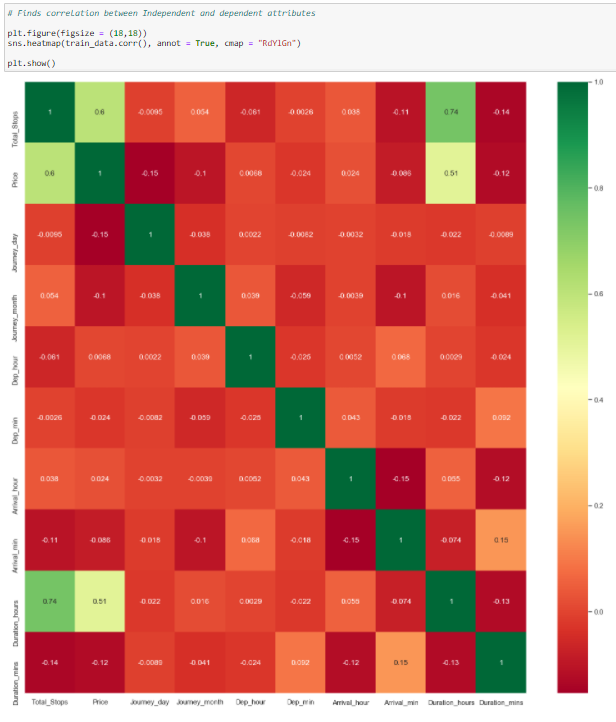 # Finds correlation between Independent and dependent attributes
plt.figure(figsize = (18,18))
sns.heatmap(train_data.corr(), annot = True, cmap = "RdYlGn")
plt.show()
Total_Stops 1 0.6 -0.0095 0.054 -0.061 -0.0026 0.038 -0.11 0.74 -0.14
Price 0.6 1 -0.15 -0.1 0.0068 -0.024 0.024 -0.086 0.51 -0.12
Journey_day -0.0095 -0.15 1 -0.038 0.0022 -0.0082 -0.0032 -0.018 -0.022 -0.0089
Journey_month 0.054 -0.1 -0.038 1 0.039 -0.059 -0.0039 -0.1 0.016 -0.041
Dep_hour -0.061 0.0068 0.0022 0.039 1 -0.025 0.0052 0.068 0.0029 -0.024
Dep_min -0.0026 -0.024 -0.0082 -0.059 -0.025 1 0.043 -0.018 -0.022 0.092
Arrival_hour 0.038 0.024 -0.0032 -0.0039 0.0052 0.043 1 -0.15 0.055 -0.12
Arrival_min -0.11 -0.086 -0.018 -0.1 0.068 -0.018 -0.15 1 -0.074 0.15
Duration_hours 0.74 0.51 -0.022 0.016 0.0029 -0.022 0.055 -0.074 1 -0.13
Duration_mins -0.14 -0.12 -0.0089 -0.041 -0.024 0.092 -0.12 0.15 -0.13 1
Total_Stops Price Journey_day Journey_month Dep_hour Dep_min Arrival_hour Arrival_min Duration_hours Duration_mins
1.0
0.8
0.6
0.4
0.2
0.0